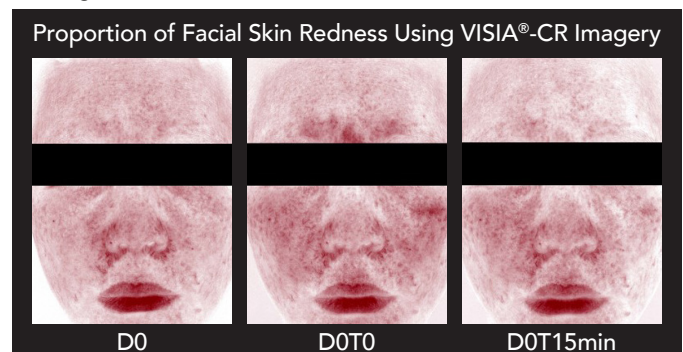 Proportion of Facial Skin Redness Using VISIA®-CR Imagery
D0 D0T0 D0T15min